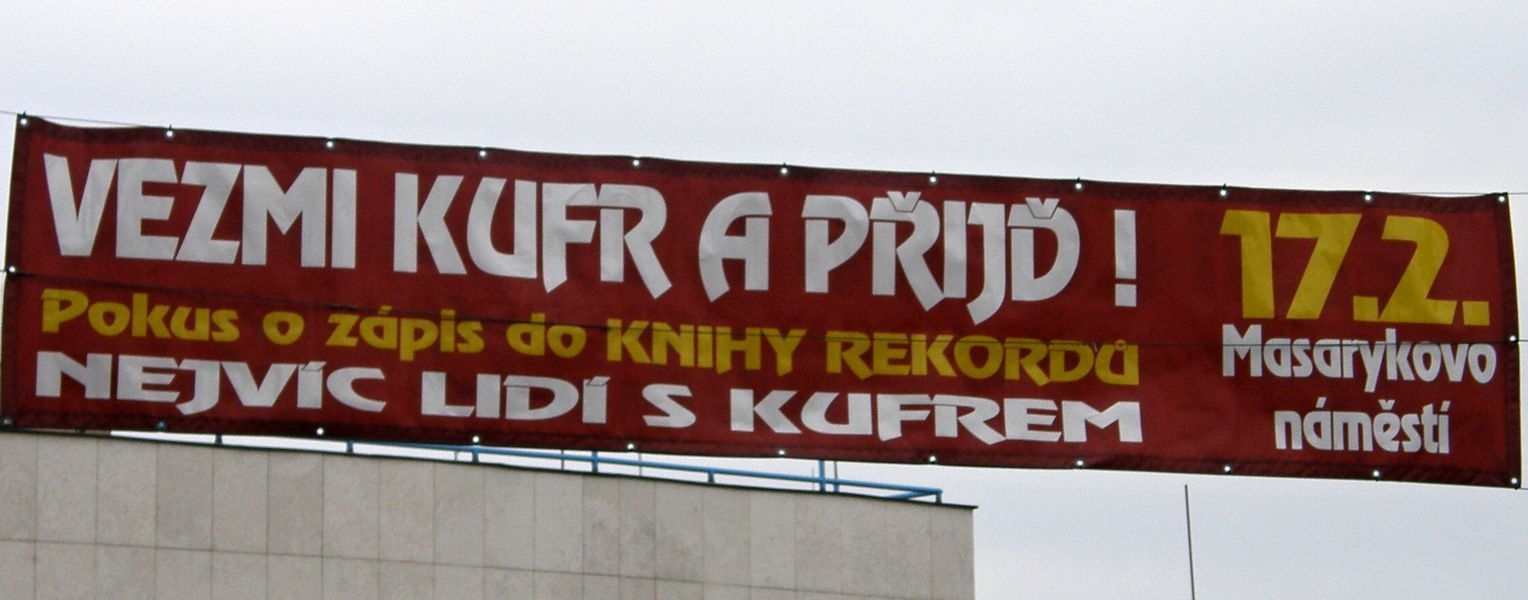 VEZMI KUFR A PŘIJĎ !
Pokus o zápis do KNIHY REKORDŮ
NEJVÍC LIDÍ S KUFREM
17.2.
Masarykovo
náměstí